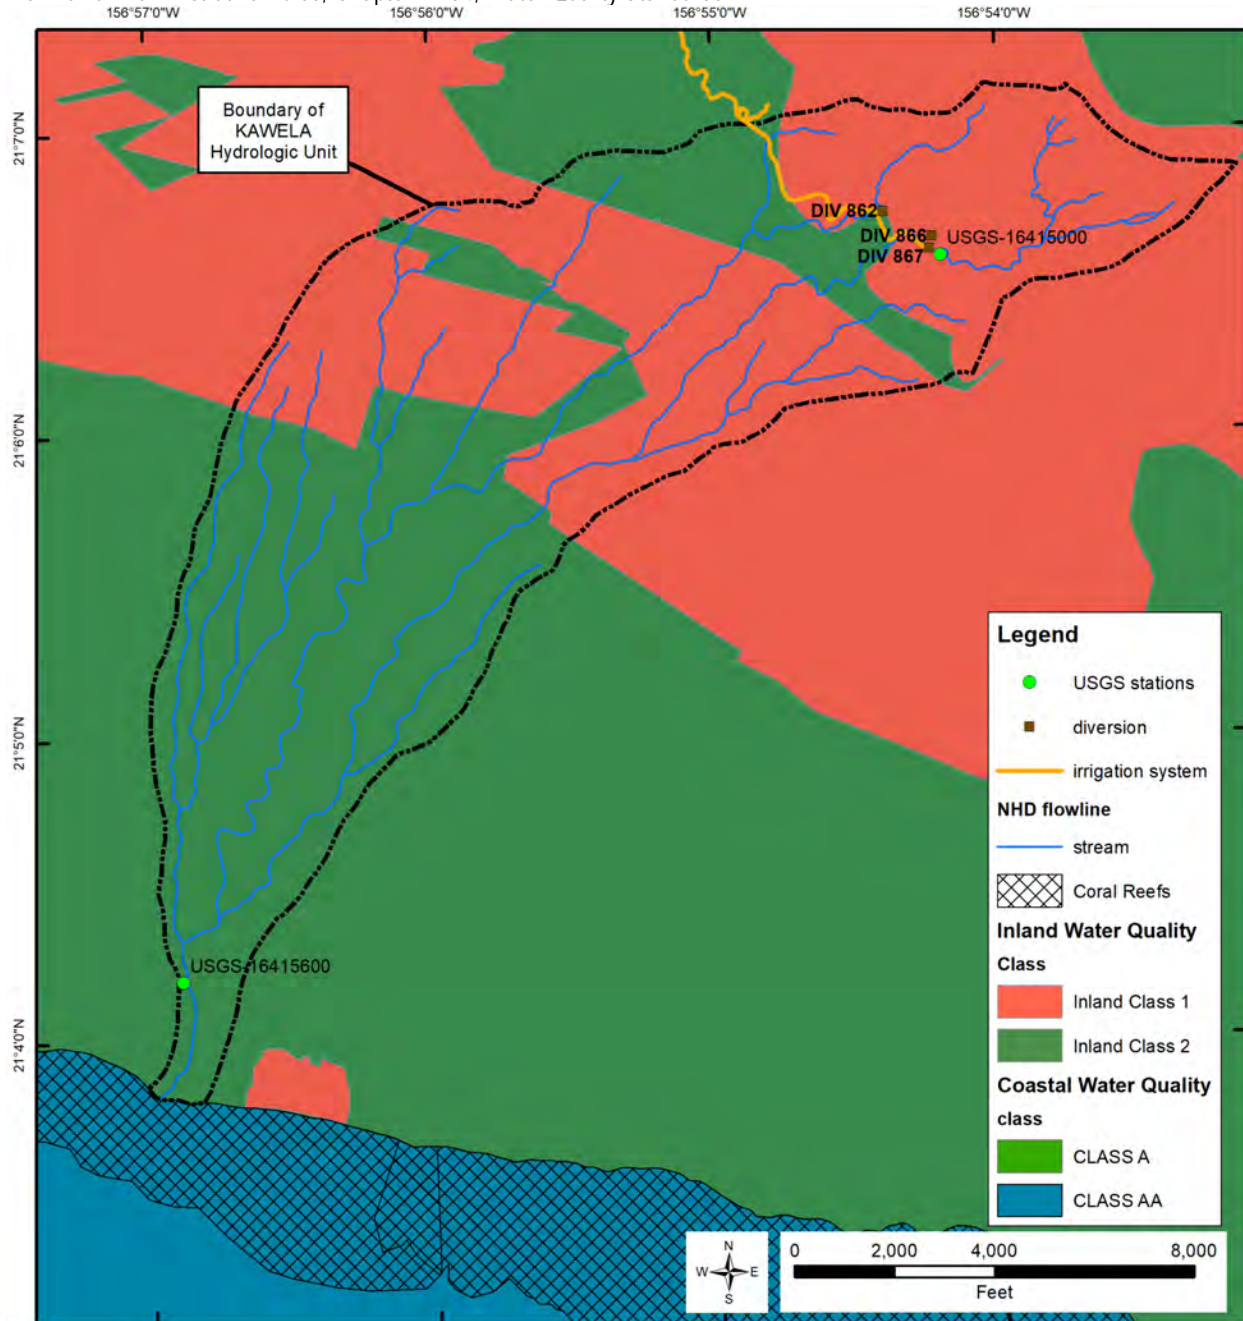 156°57'0"W
156°56'0"W
156°55'0"W
156°54'0"W
21°7'0"N
21°6'0"N
21°5'0"N
21°4'0"N
Boundary of
KAWELA
Hydrologic Unit
DIV 862
DIV 866
USGS-16415000
DIV 867
USGS-16415600
Legend
USGS stations
diversion
irrigation system
NHD flowline
stream
Coral Reefs
Inland Water Quality
Class
Inland Class 1
Inland Class 2
Coastal Water Quality
class
CLASS A
CLASS AA
N
W E
S
0 2,000 4,000 8,000
Feet